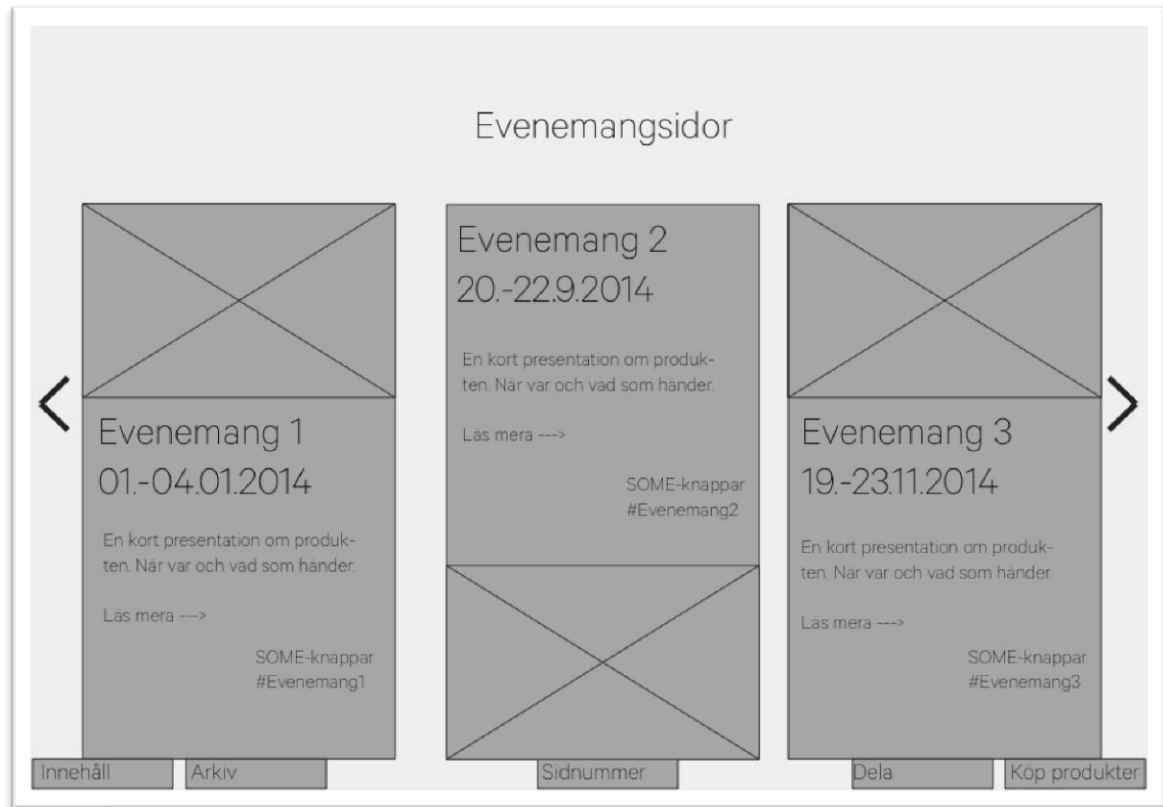 Evenemangsidor
Evenemang 1
01.-04.01.2014
En kort presentation om produk-
ten. När var och vad som händer.
Läs mera --->
SOME-knappar
#Evenemang1
Evenemang 2
20.-22.9.2014
En kort presentation om produk-
ten. När var och vad som händer.
Läs mera --->
SOME-knappar
#Evenemang2
Evenemang 3
19.-23.11.2014
En kort presentation om produk-
ten. När var och vad som händer.
Läs mera --->
SOME-knappar
#Evenemang3
Innehåll
Arkiv
Sidnummer
Dela
Köp produkter